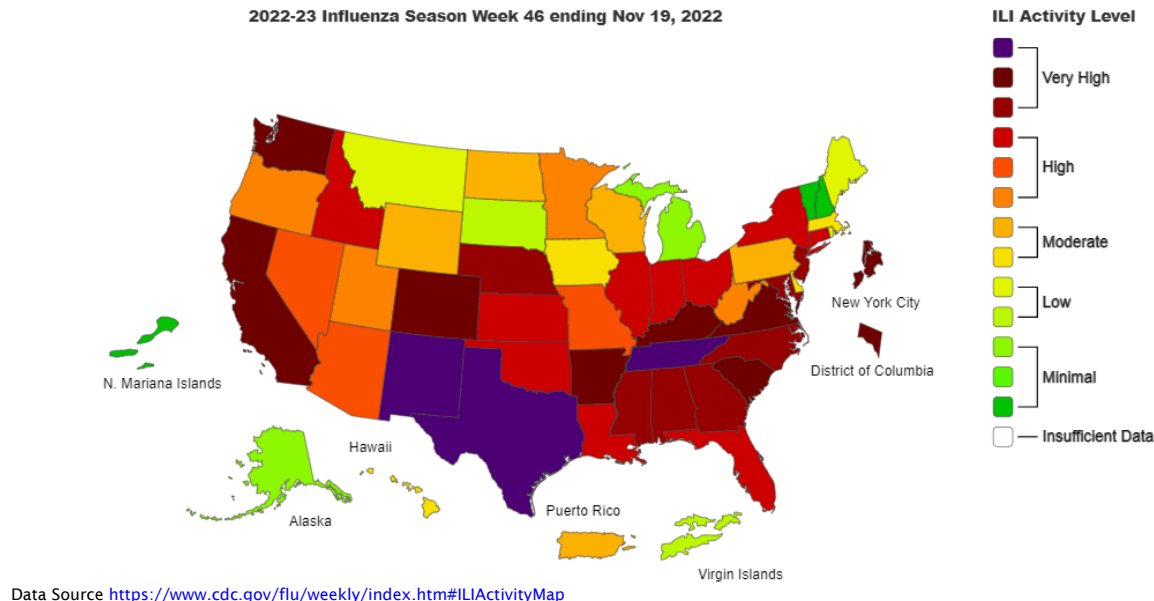 2022-23 Influenza Season Week 46 ending Nov 19, 2022
ILI Activity Level
Very High
High
Moderate
Low
Minimal
Insufficient Data
New York City
District of Columbia
N. Mariana Islands
Hawaii
Alaska
Puerto Rico
Virgin Islands
Data Source https://www.cdc.gov/flu/weekly/index.htm#ILIActivityMap